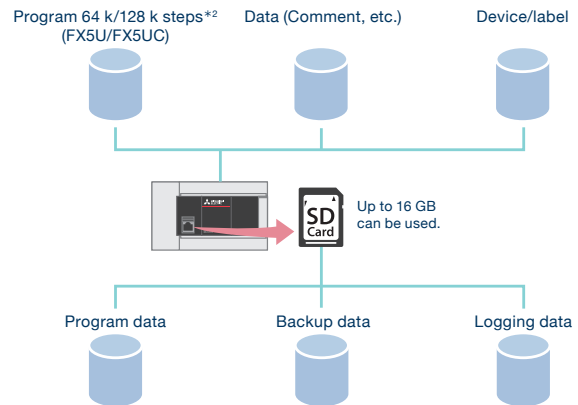 Program 64 k/128 k steps*2 Data (Comment, etc.) Device/label
(FX5U/FX5UC)
SD
Card
Up to 16 GB
can be used.
Program data Backup data Logging data